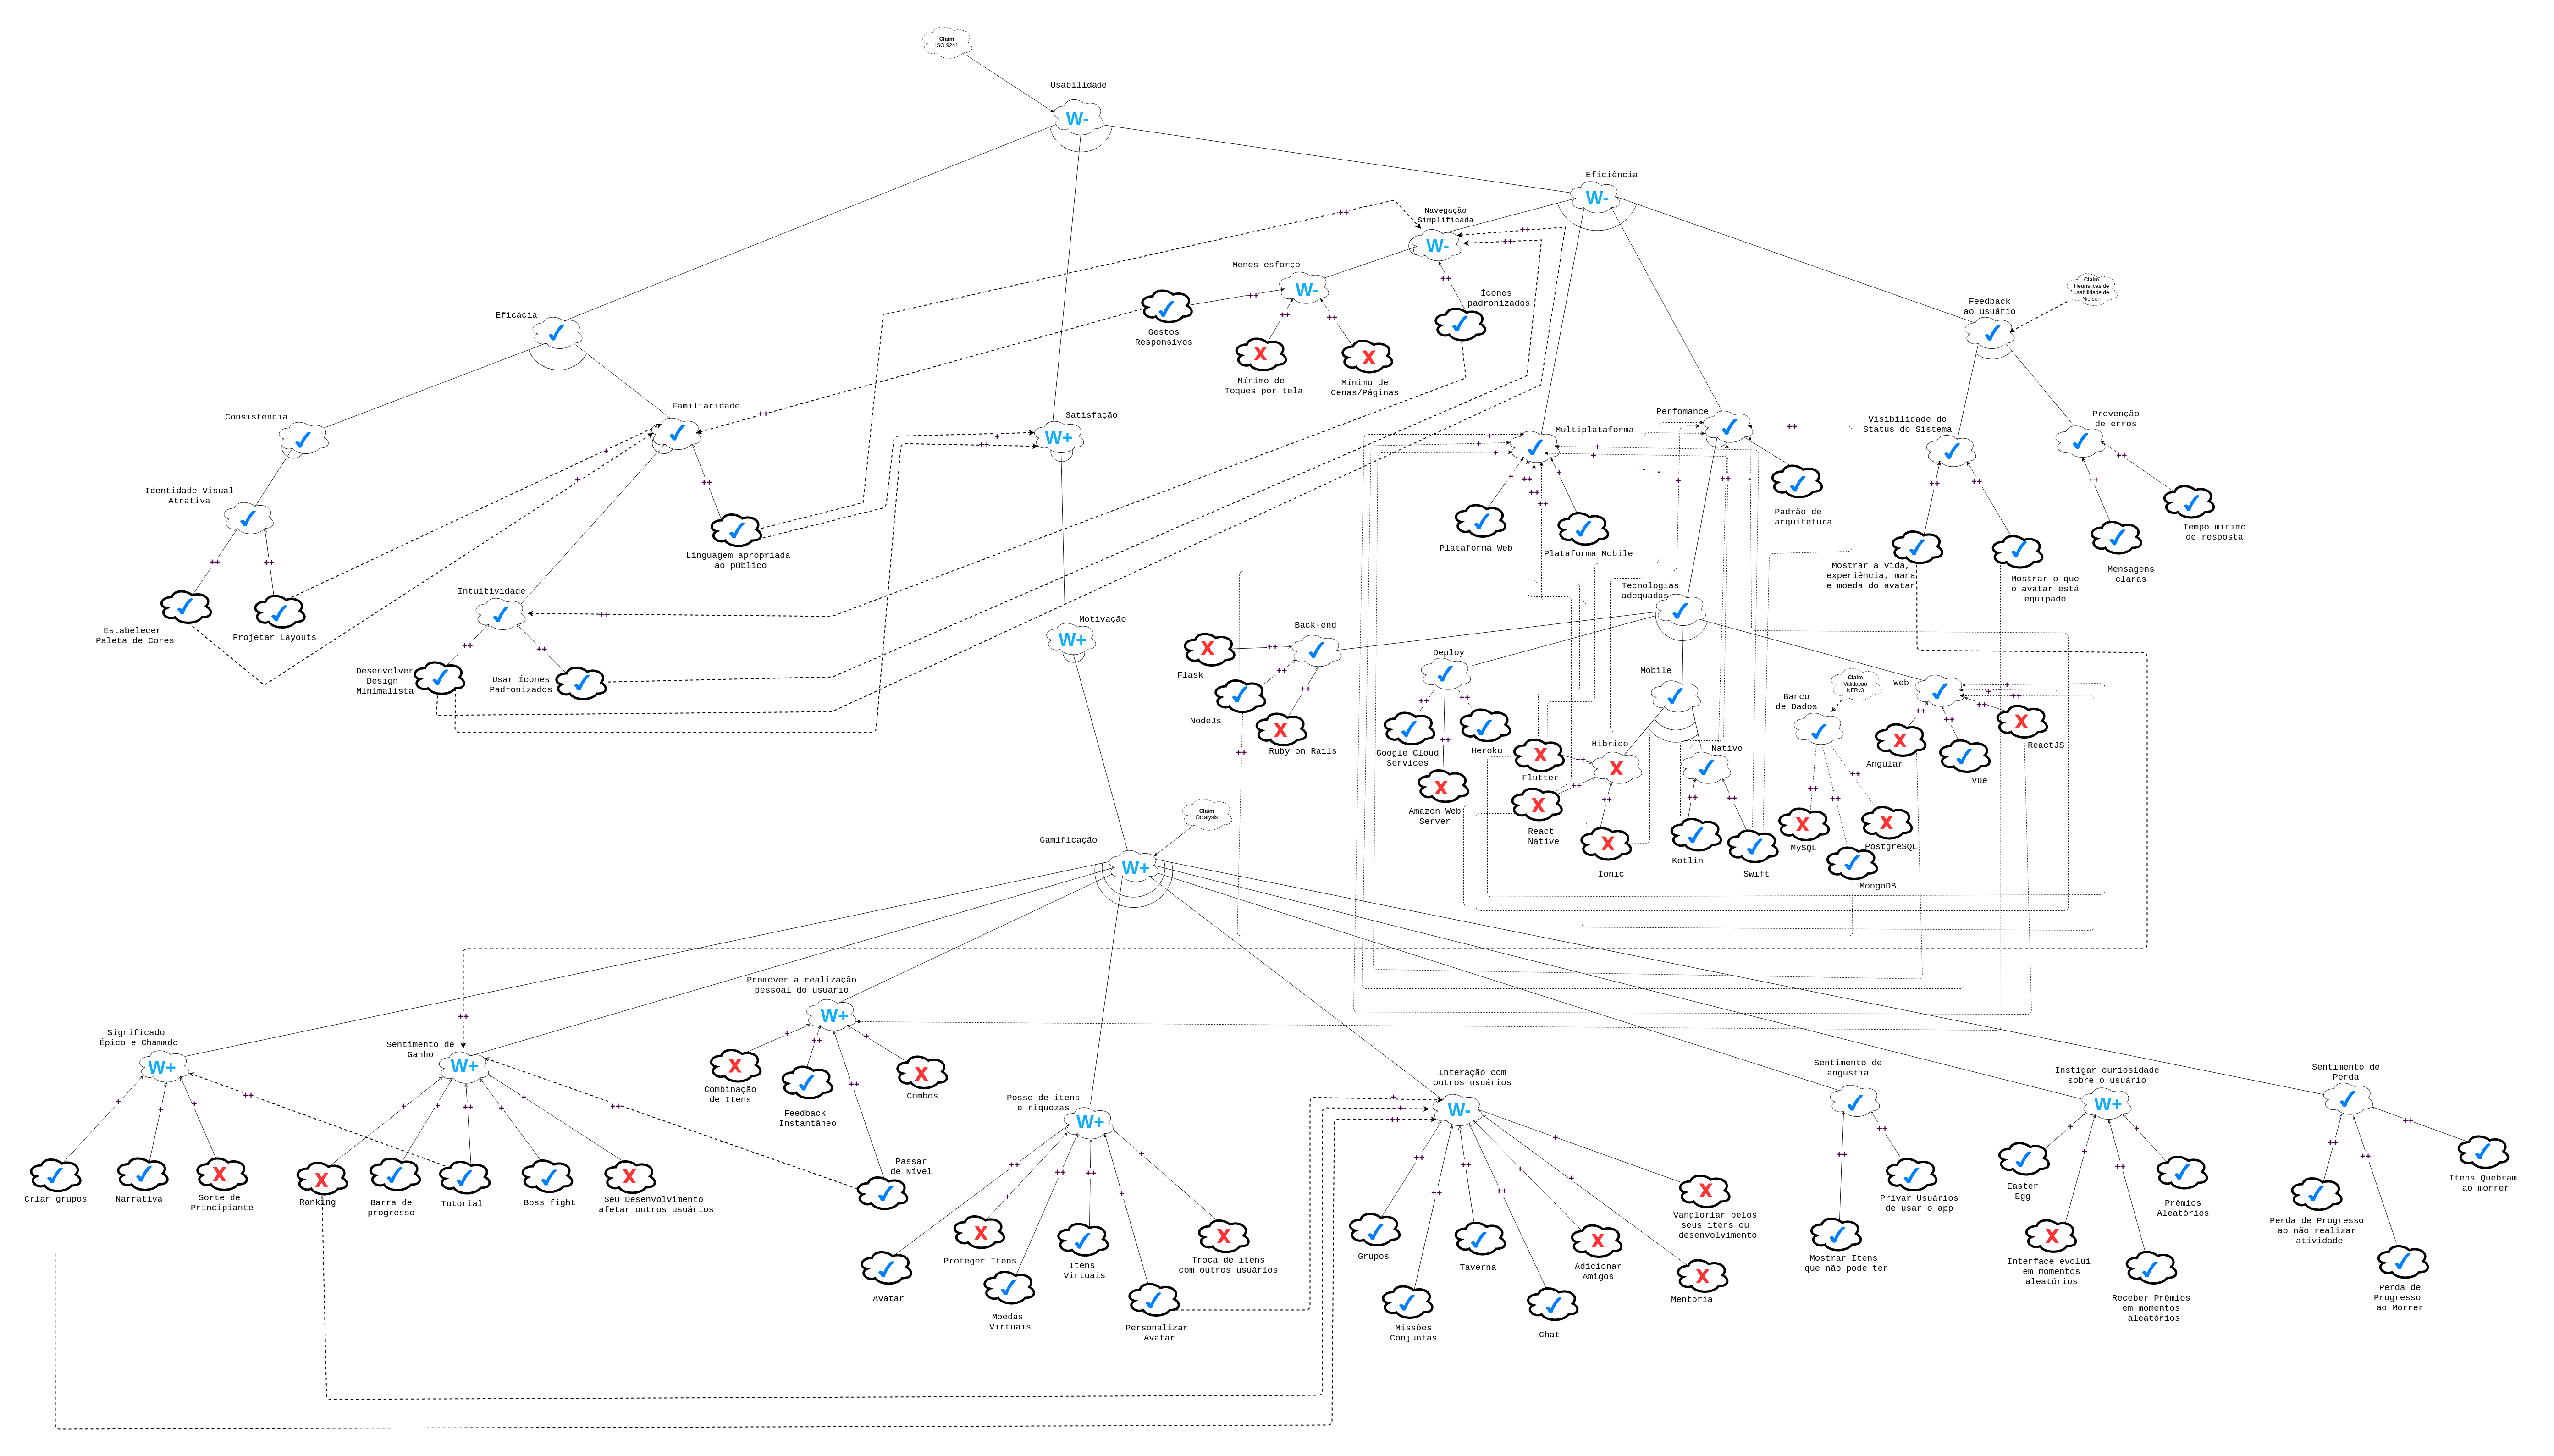 Claim
ISO 9241
Usabilidade
W-
Eficiência
W-
Navegação
Simplificada
W-
++
++
++
Menos esforço
W-
++
++
++
++
Ícones
padronizados
Gestos
Responsivos
X
Mínimo de
Toques por tela
X
Mínimo de
Cenas/Páginas
Claim
Heurísticas de
usabilidade de
Nielsen
Feedback
ao usuário
Eficácia
Consistência
Familiaridade
++
+
+
++
Satisfação
W+
+
++
Identidade Visual
Atrativa
++
++
Estabelecer
Paleta de Cores
Projetar Layouts
Linguagem apropriada
ao público
Intuitividade
++
++
++
Desenvolver
Design
Minimalista
Usar Ícones
Padronizados
Motivação
W+
Multiplataforma
+
+
+
+
+
+
++
++
++
+
Plataforma Web
Plataforma Mobile
Perfomance
++
-
-
+
++
-
Padrão de
arquitetura
Visibilidade do
Status do Sistema
++
++
Mostrar a vida,
experiência, mana
e moeda do avatar
Mostrar o que
o avatar está
equipado
Prevenção
de erros
++
++
Mensagens
claras
Tempo mínimo
de resposta
Tecnologias
adequadas
Back-end
++
++
++
X
Flask
NodeJs
++
X
Ruby on Rails
Deploy
++
++
++
Google Cloud
Services
Heroku
X
Amazon Web
Server
Mobile
Hibrido
X
++
++
++
X
Flutter
X
React
Native
X
Ionic
Nativo
++
++
Kotlin
Swift
Claim
Validação
NFRv3
Banco
de Dados
++
++
++
X
MySQL
X
PostgreSQL
MongoDB
Web
+
+
++
++
++
++
X
Angular
Vue
X
ReactJS
Claim
Octalysis
Gamificação
W+
Significado
Épico e Chamado
W+
+
+
+
++
Criar grupos
Narrativa
X
Sorte de
Principiante
Sentimento de
Ganho
++
W+
+
+
++
+
+
++
X
Ranking
Barra de
progresso
Tutorial
Boss fight
X
Seu Desenvolvimento
afetar outros usuários
Promover a realização
pessoal do usuário
W+
+
++
++
+
X
Combinação
de Itens
Feedback
Instantâneo
X
Combos
Passar
de Nível
Posse de itens
e riquezas
W+
++
+
++
++
+
+
Avatar
X
Proteger Itens
Moedas
Virtuais
Itens
Virtuais
Personalizar
Avatar
X
Troca de itens
com outros usuários
Interação com
outros usuários
W-
+
+
++
++
++
++
++
+
+
+
Grupos
Missões
Conjuntas
Taverna
Chat
X
Adicionar
Amigos
X
Mentoria
X
Vangloriar pelos
seus itens ou
desenvolvimento
Sentimento de
angustia
++
++
Mostrar Itens
que não pode ter
Privar Usuários
de usar o app
Instigar curiosidade
sobre o usuário
W+
+
+
++
+
Easter
Egg
X
Interface evolui
em momentos
aleatórios
Receber Prêmios
em momentos
aleatórios
Prêmios
Aleatórios
Sentimento de
Perda
++
++
++
Perda de Progresso
ao não realizar
atividade
Perda de
Progresso
ao Morrer
Itens Quebram
ao morrer